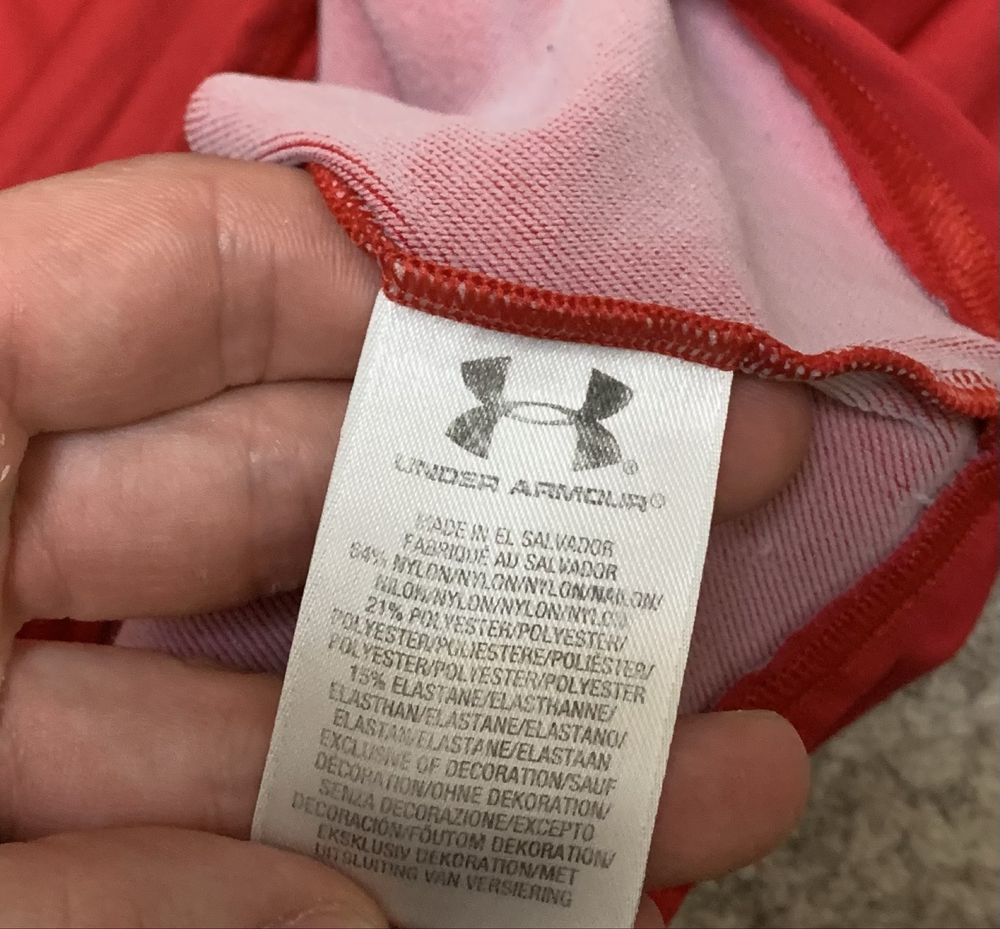 UNDER ARMOUR®
MADE IN EL SALVADOR
FABRIQUÉ AU SALVADOR
64% NYLON/NYLON/NYLON/NAILON/
NILON/NYLON/NYLON/NYLON
21% POLYESTER/POLYESTER/
POLYESTER/POLIESTERE/POLIÉSTER/
POLYESTER/POLYESTER/POLYESTER
15% ELASTANE/ELASTHANNE/
ELASTHAN/ELASTANE/ELASTANO/
ELASTAN/ELASTANE/ELASTAAN
EXCLUSIVE OF DECORATION/SAUF
DÉCORATION/OHNE DEKORATION/
SENZA DECORAZIONE/EXCEPTO
DECORACIÓN/FÖUTOM DEKORATION/
EKSKLUSIV DEKORATION/MET
UITSLUITING VAN VERSIERING